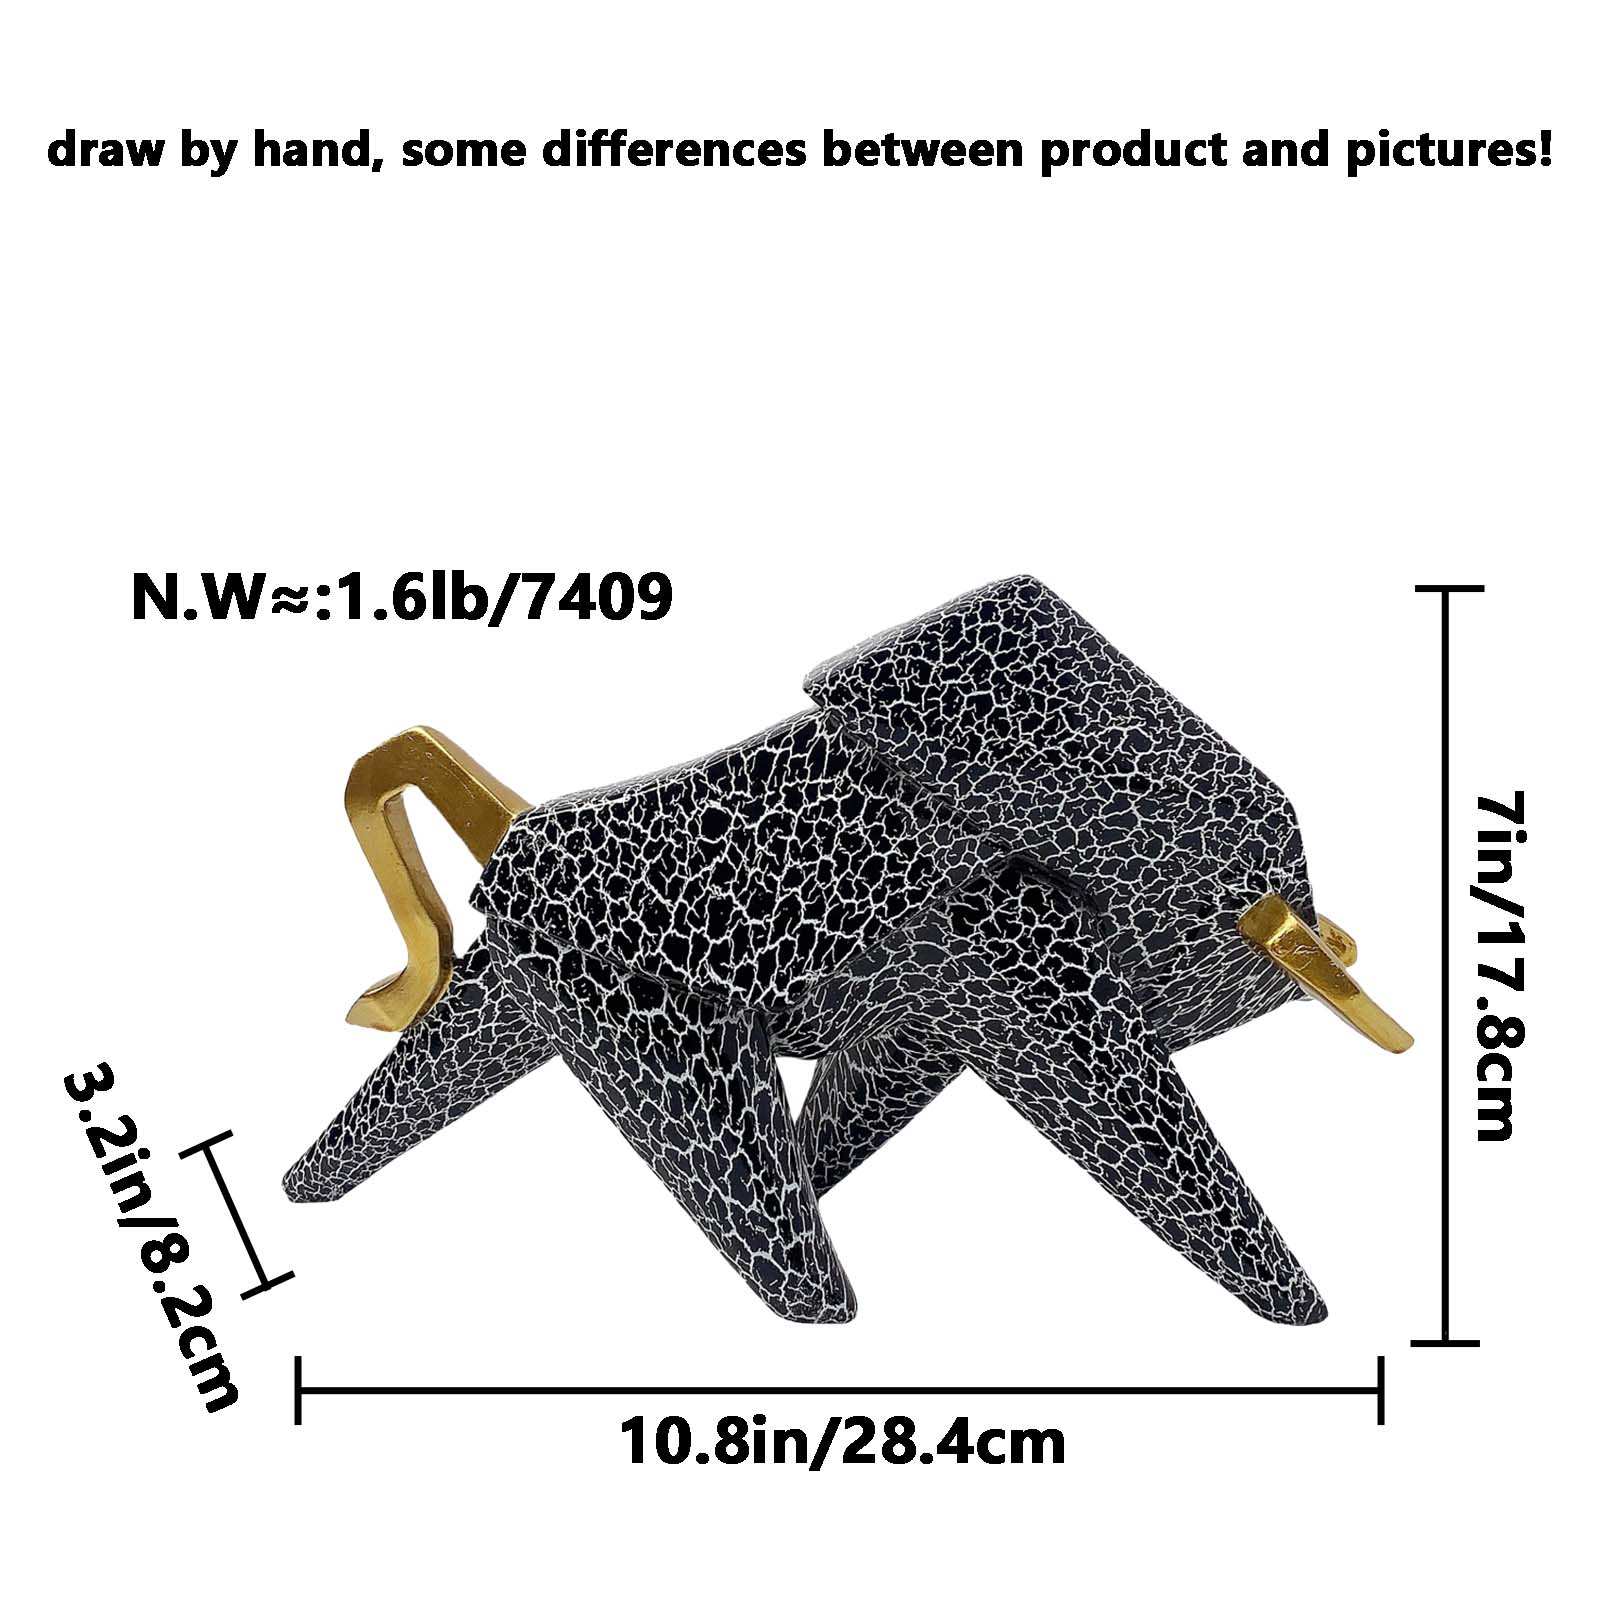 draw by hand, some differences between product and pictures!
N.W≈:1.6lb/7409
7in/17.8cm
3.2in/8.2cm
10.8in/28.4cm